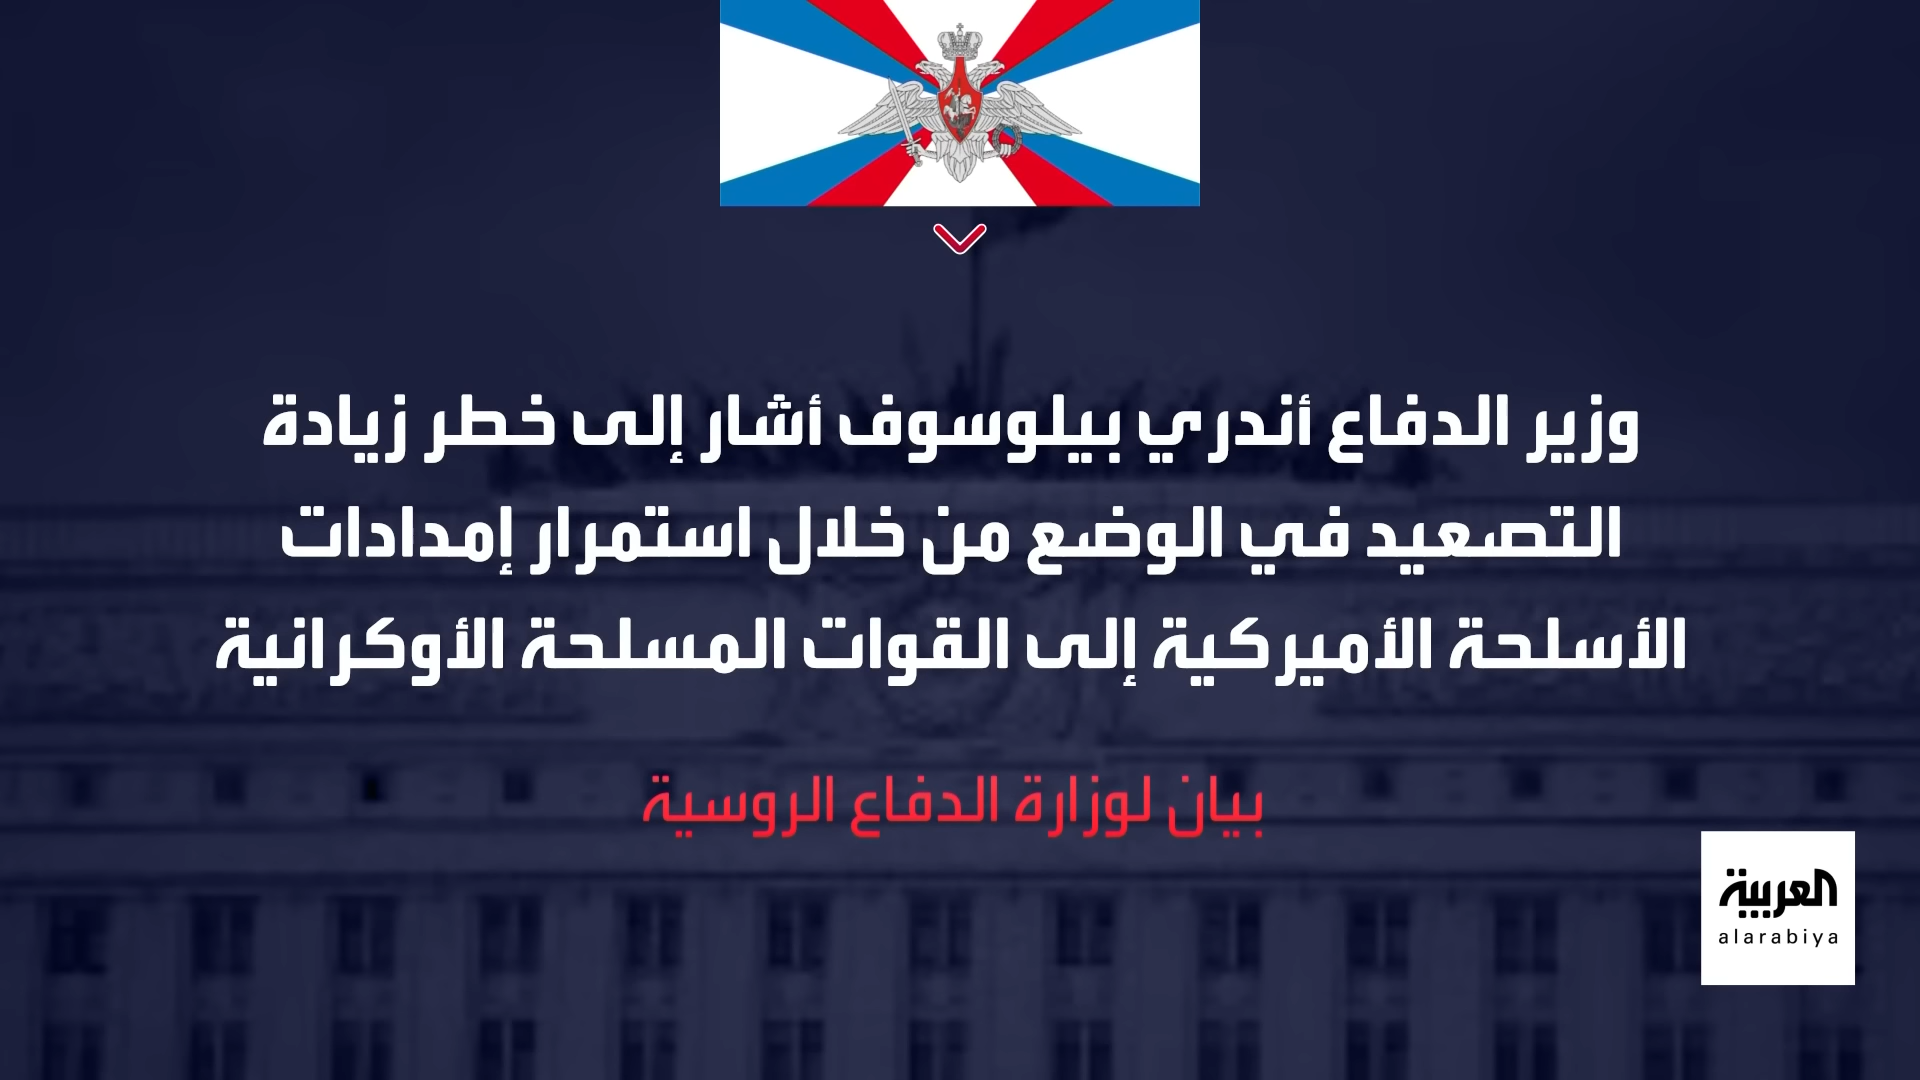 وزير الدفاع أندري بيلوسوف أشار إلى خطر زيادة
التصعيد في الوضع من خلال استمرار إمدادات
الأسلحة الأميركية إلى القوات المسلحة الأوكرانية
بيان لوزارة الدفاع الروسية
العربية
alarabiya